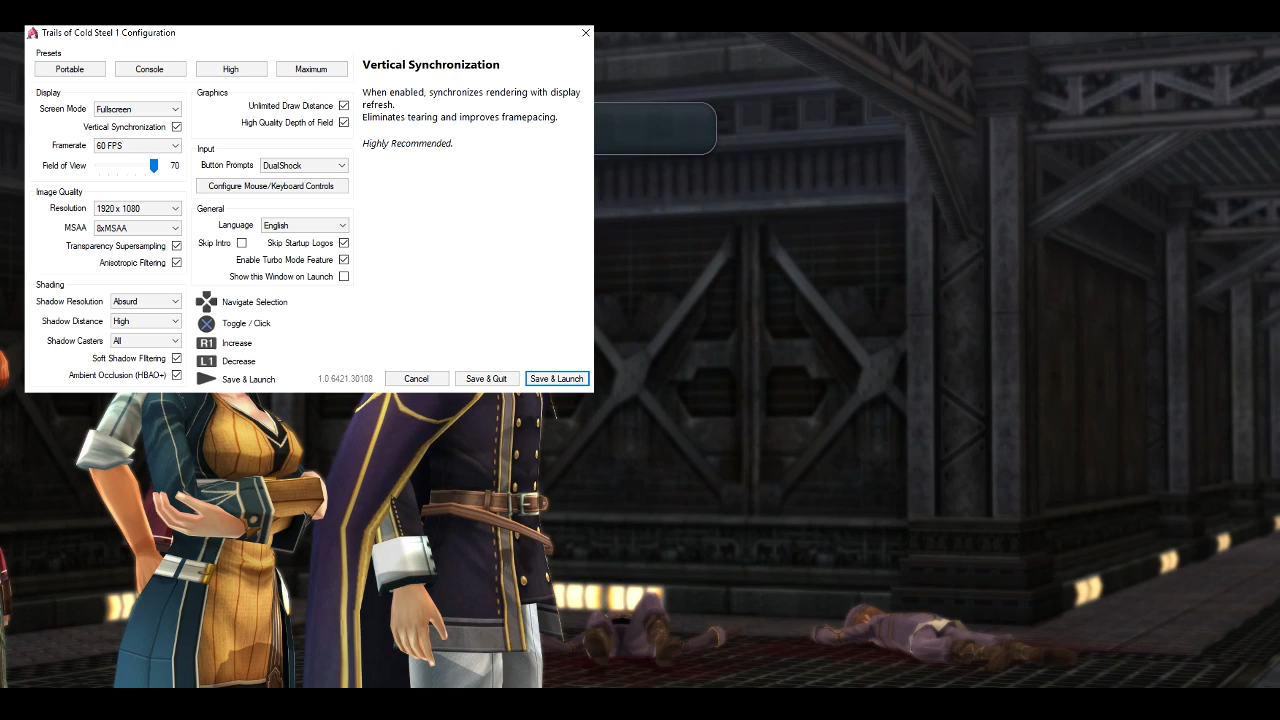 Trails of Cold Steel 1 Configuration
Presets
Portable
Console
High
Maximum
Display
Screen Mode Fullscreen
Vertical Synchronization
Framerate 60 FPS
Field of View 70
Image Quality
Resolution 1920 x 1080
MSAA 8xMSAA
Transparency Supersampling
Anisotropic Filtering
Shading
Shadow Resolution Absurd
Shadow Distance High
Shadow Casters All
Soft Shadow Filtering
Ambient Occlusion (HBAO+)
Graphics
Unlimited Draw Distance
High Quality Depth of Field
Input
Button Prompts DualShock
Configure Mouse/Keyboard Controls
General
Language English
Skip Intro Skip Startup Logos
Enable Turbo Mode Feature
Show this Window on Launch
Navigate Selection
Toggle / Click
R1 Increase
L1 Decrease
Save & Launch
1.0.6421.30108
Cancel
Save & Quit
Save & Launch
Vertical Synchronization
When enabled, synchronizes rendering with display
refresh.
Eliminates tearing and improves framepacing.
Highly Recommended.